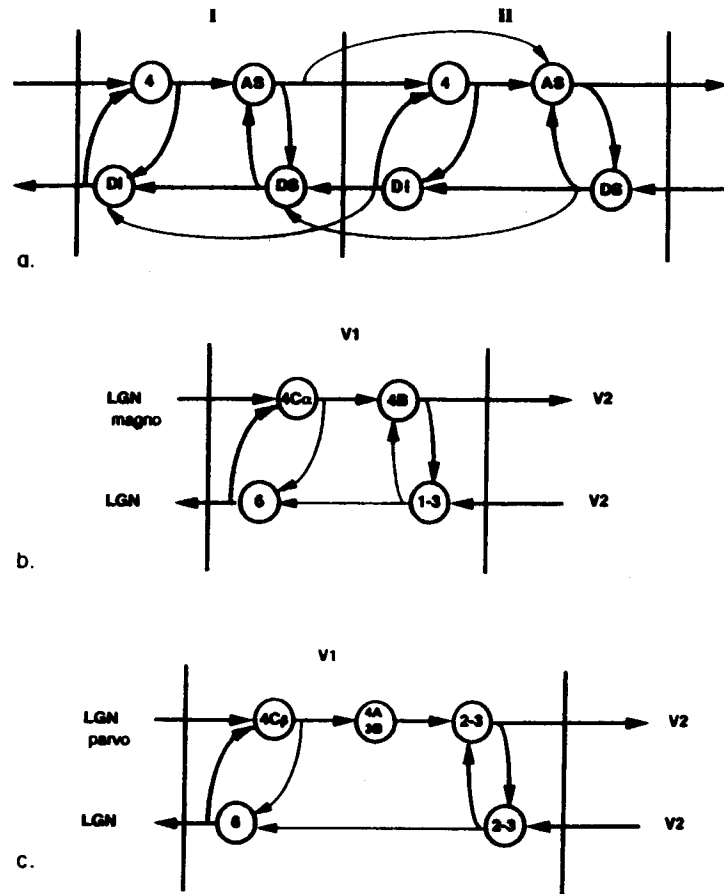 I II
4 AS 4 AS
DI DS DI DS
a.
V1
LGN magno 4Cα 4B V2
LGN 6 1-3 V2
b.
V1
LGN parvo 4Cβ 4A 3B 2-3 V2
LGN 6 2-3 V2
c.